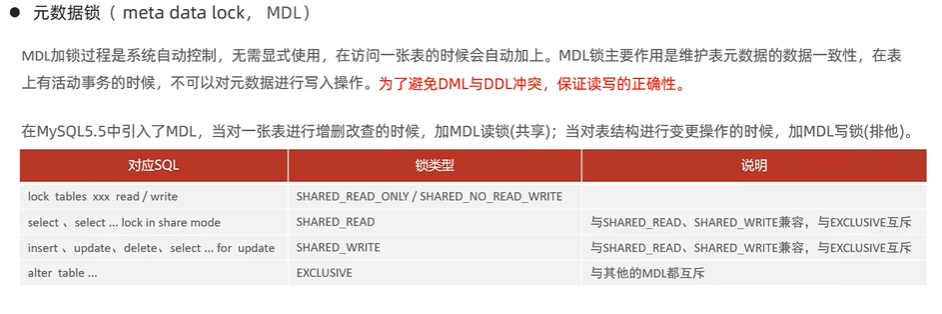 ● 元数据锁（ meta data lock， MDL）
MDL加锁过程是系统自动控制，无需显式使用，在访问一张表的时候会自动加上。MDL锁主要作用是维护表元数据的数据一致性，在表
上有活动事务的时候，不可以对元数据进行写入操作。为了避免DML与DDL冲突，保证读写的正确性。
在MySQL5.5中引入了MDL，当对一张表进行增删改查的时候，加MDL读锁(共享)；当对表结构进行变更操作的时候，加MDL写锁(排他)。
对应SQL 锁类型 说明
lock tables xxx read / write SHARED_READ_ONLY / SHARED_NO_READ_WRITE
select 、select ... lock in share mode SHARED_READ 与SHARED_READ、SHARED_WRITE兼容，与EXCLUSIVE互斥
insert 、update、delete、select ... for update SHARED_WRITE 与SHARED_READ、SHARED_WRITE兼容，与EXCLUSIVE互斥
alter table ... EXCLUSIVE 与其他的MDL都互斥